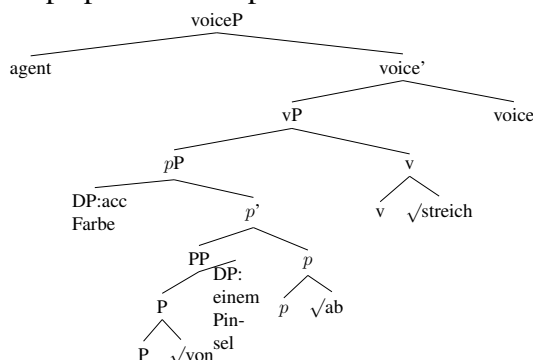 voiceP
agent
voice'
vP
voice
pP
v
DP:acc
Farbe
p'
v
√streich
PP
p
DP:
einem
Pin-
sel
P
p
√ab
P
√von